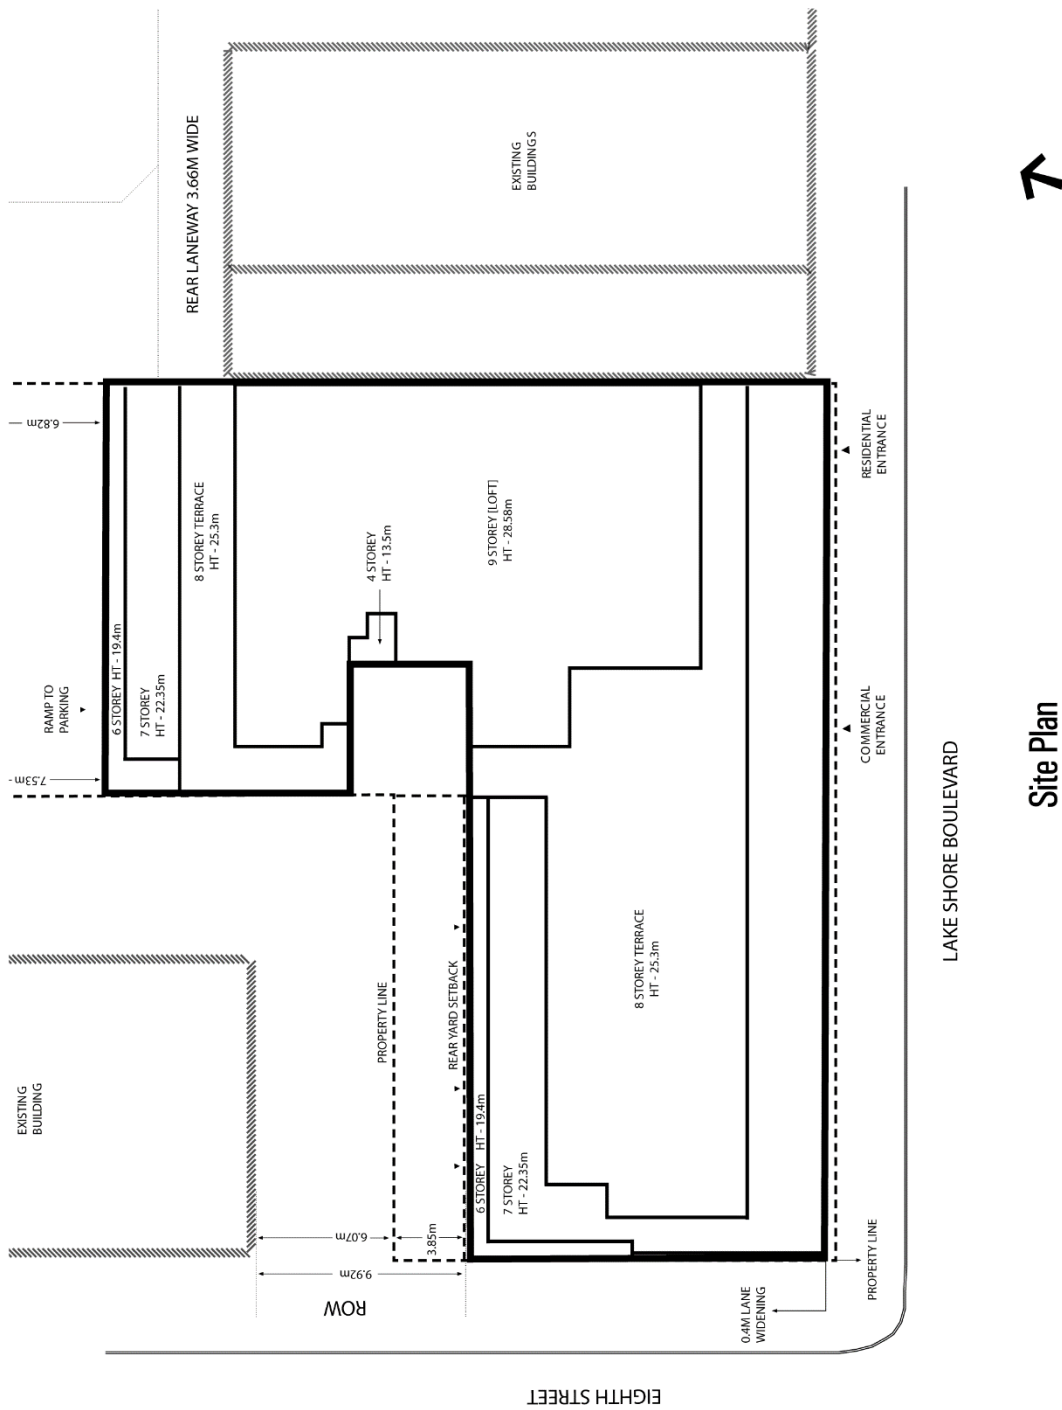 REAR LANEWAY 3.66M WIDE
EXISTING
BUILDINGS
6.82m
RAMP TO
PARKING
7.53m
6 STOREY HT - 19.4m
7 STOREY
HT - 22.35m
8 STOREY TERRACE
HT - 25.3m
4 STOREY
HT - 13.5m
9 STOREY [LOFT]
HT - 28.58m
RESIDENTIAL
ENTRANCE
COMMERCIAL
ENTRANCE
EXISTING
BUILDING
PROPERTY LINE
REAR YARD SETBACK
6 STOREY HT - 19.4m
7 STOREY
HT - 22.35m
8 STOREY TERRACE
HT - 25.3m
6.07m
3.85m
9.92m
ROW
0.4M LANE
WIDENING
PROPERTY LINE
EIGHTH STREET
LAKE SHORE BOULEVARD
Site Plan